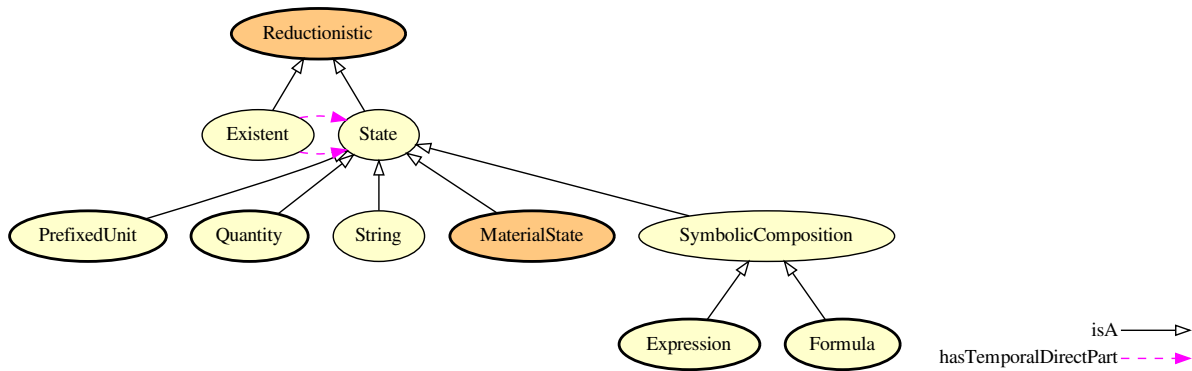 Reductionistic
Existent
State
PrefixedUnit
Quantity
String
MaterialState
SymbolicComposition
Expression
Formula
isA
hasTemporalDirectPart